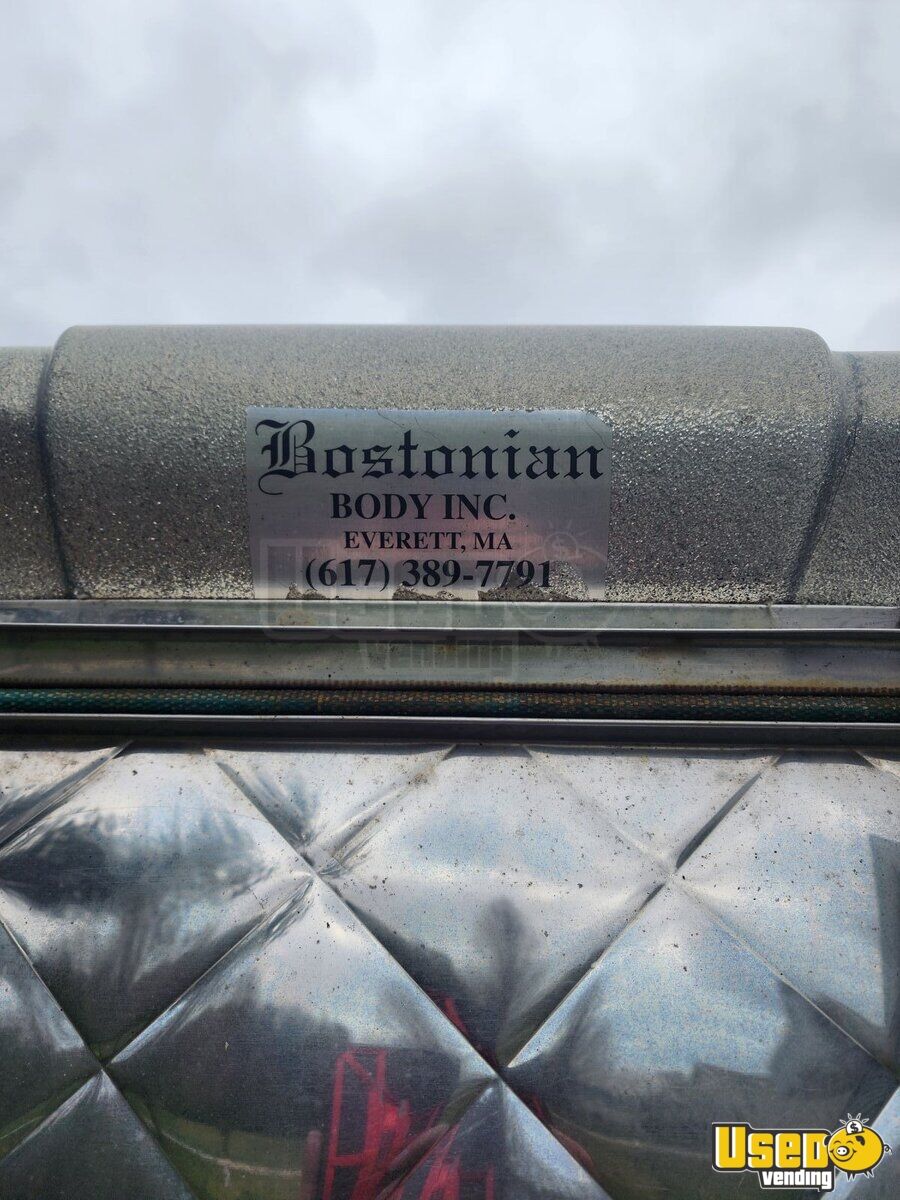 Bostonian
BODY INC.
EVERETT, MA
(617) 389-7791
USED
vending